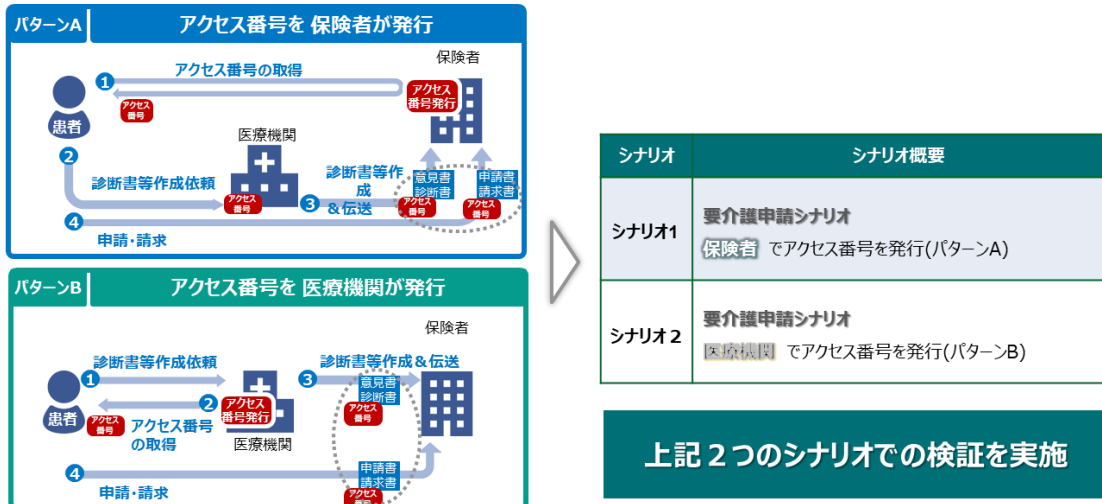 パターンA
アクセス番号を 保険者が発行
保険者
1
アクセス番号の取得
アクセス
番号発行
アクセス
番号
患者
医療機関
2
診断書等作成依頼
アクセス
番号
3
診断書等作
成
&伝送
意見書
診断書
アクセス
番号
申請書
請求書
アクセス
番号
4
申請・請求
パターンB
アクセス番号を 医療機関が発行
保険者
診断書等作成依頼
1
診断書等作成&伝送
3
意見書
診断書
アクセス
番号
2
アクセス
番号発行
患者
アクセス
番号
アクセス番号
の取得
医療機関
4
申請・請求
申請書
請求書
アクセス
番号
シナリオ
シナリオ概要
シナリオ1
要介護申請シナリオ
保険者 でアクセス番号を発行(パターンA)
シナリオ2
要介護申請シナリオ
医療機関 でアクセス番号を発行(パターンB)
上記2つのシナリオでの検証を実施